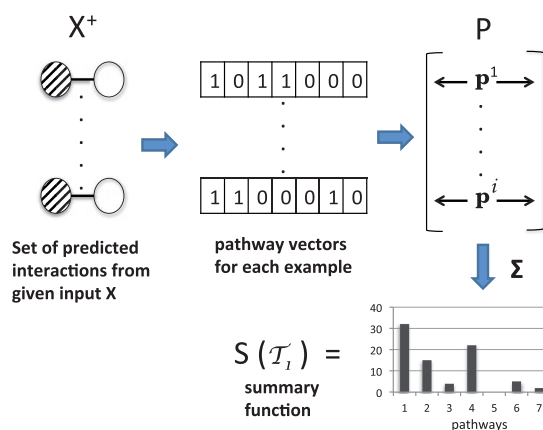 X⁺
P
1 0 1 1 0 0 0
p¹
1 1 0 0 0 1 0
pⁱ
Set of predicted
interactions from
given input X
pathway vectors
for each example
Σ
S (𝒯₁) =
summary
function
40
30
20
10
0
1 2 3 4 5 6 7
pathways